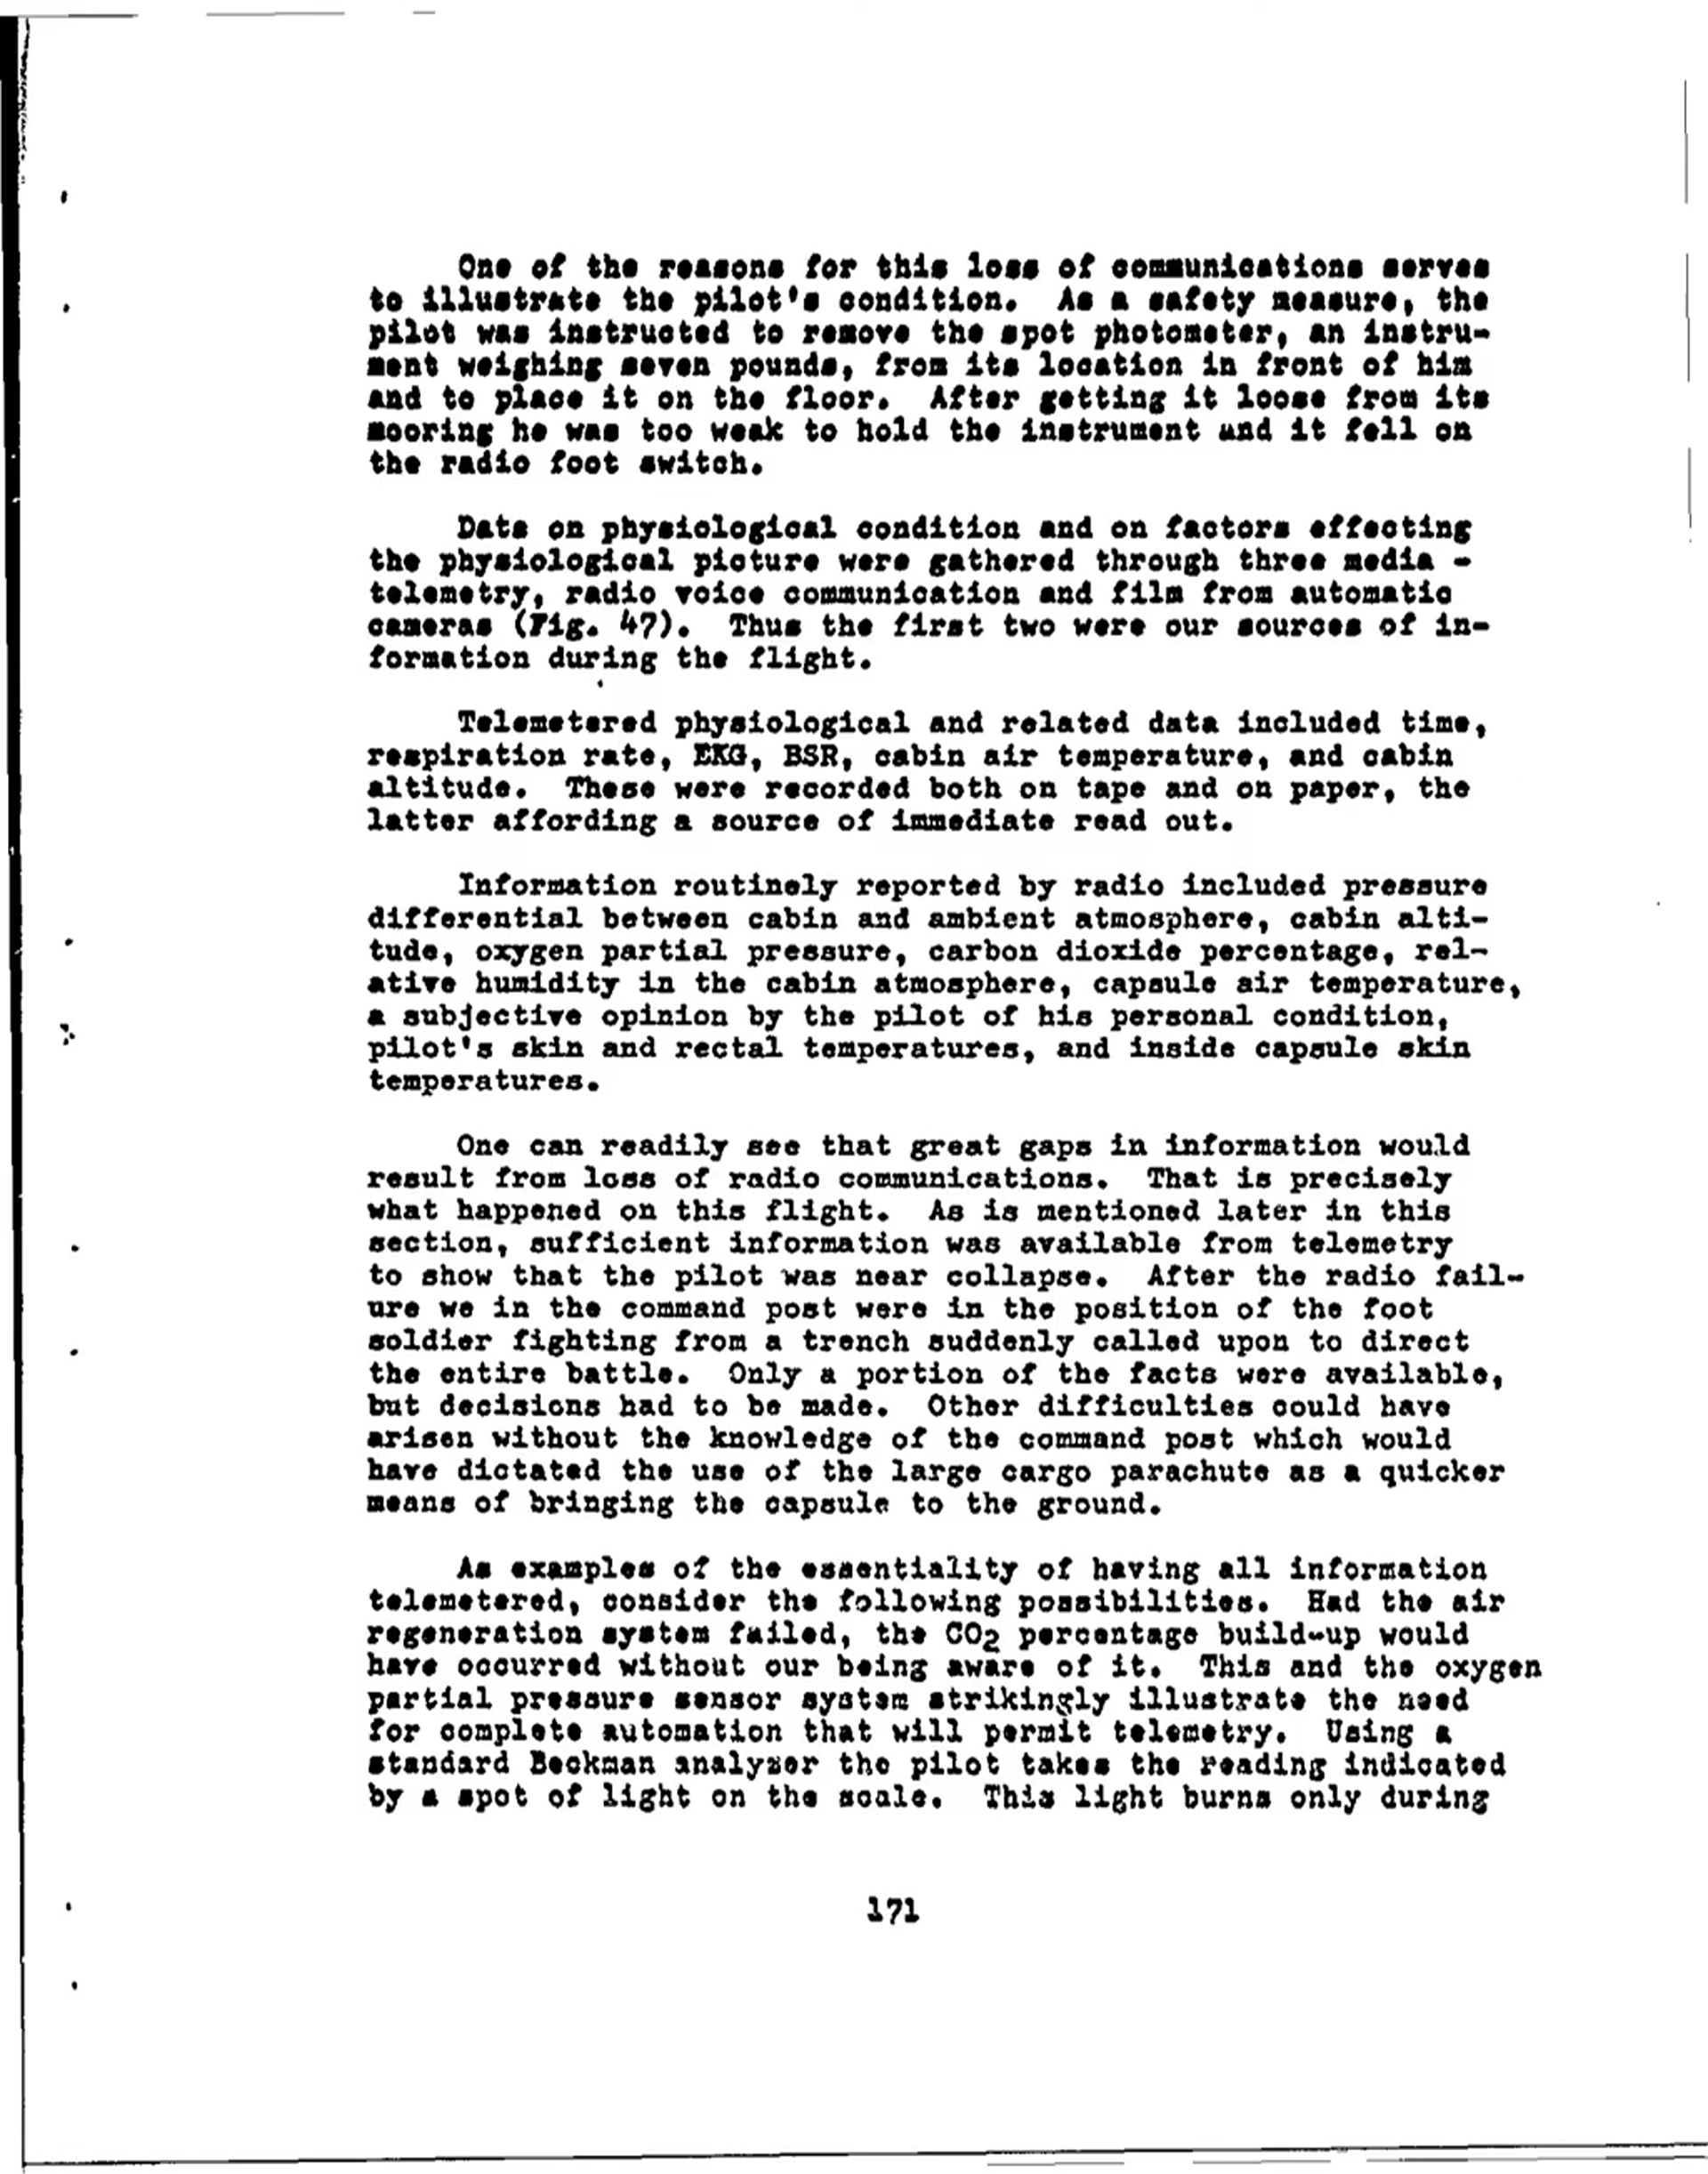 One of the reasons for this loss of communications serves
to illustrate the pilot's condition. As a safety measure, the
pilot was instructed to remove the spot photometer, an instru-
ment weighing seven pounds, from its location in front of him
and to place it on the floor. After getting it loose from its
mooring he was too weak to hold the instrument and it fell on
the radio foot switch.
Data on physiological condition and on factors effecting
the physiological picture were gathered through three media -
telemetry, radio voice communication and film from automatic
cameras (Fig. 47). Thus the first two were our sources of in-
formation during the flight.
Telemetered physiological and related data included time,
respiration rate, EKG, BSR, cabin air temperature, and cabin
altitude. These were recorded both on tape and on paper, the
latter affording a source of immediate read out.
Information routinely reported by radio included pressure
differential between cabin and ambient atmosphere, cabin alti-
tude, oxygen partial pressure, carbon dioxide percentage, rel-
ative humidity in the cabin atmosphere, capsule air temperature,
a subjective opinion by the pilot of his personal condition,
pilot's skin and rectal temperatures, and inside capsule skin
temperatures.
One can readily see that great gaps in information would
result from loss of radio communications. That is precisely
what happened on this flight. As is mentioned later in this
section, sufficient information was available from telemetry
to show that the pilot was near collapse. After the radio fail-
ure we in the command post were in the position of the foot
soldier fighting from a trench suddenly called upon to direct
the entire battle. Only a portion of the facts were available,
but decisions had to be made. Other difficulties could have
arisen without the knowledge of the command post which would
have dictated the use of the large cargo parachute as a quicker
means of bringing the capsule to the ground.
As examples of the essentiality of having all information
telemetered, consider the following possibilities. Had the air
regeneration system failed, the CO2 percentage build-up would
have occurred without our being aware of it. This and the oxygen
partial pressure sensor system strikingly illustrate the need
for complete automation that will permit telemetry. Using a
standard Beckman analyzer the pilot takes the reading indicated
by a spot of light on the scale. This light burns only during
171